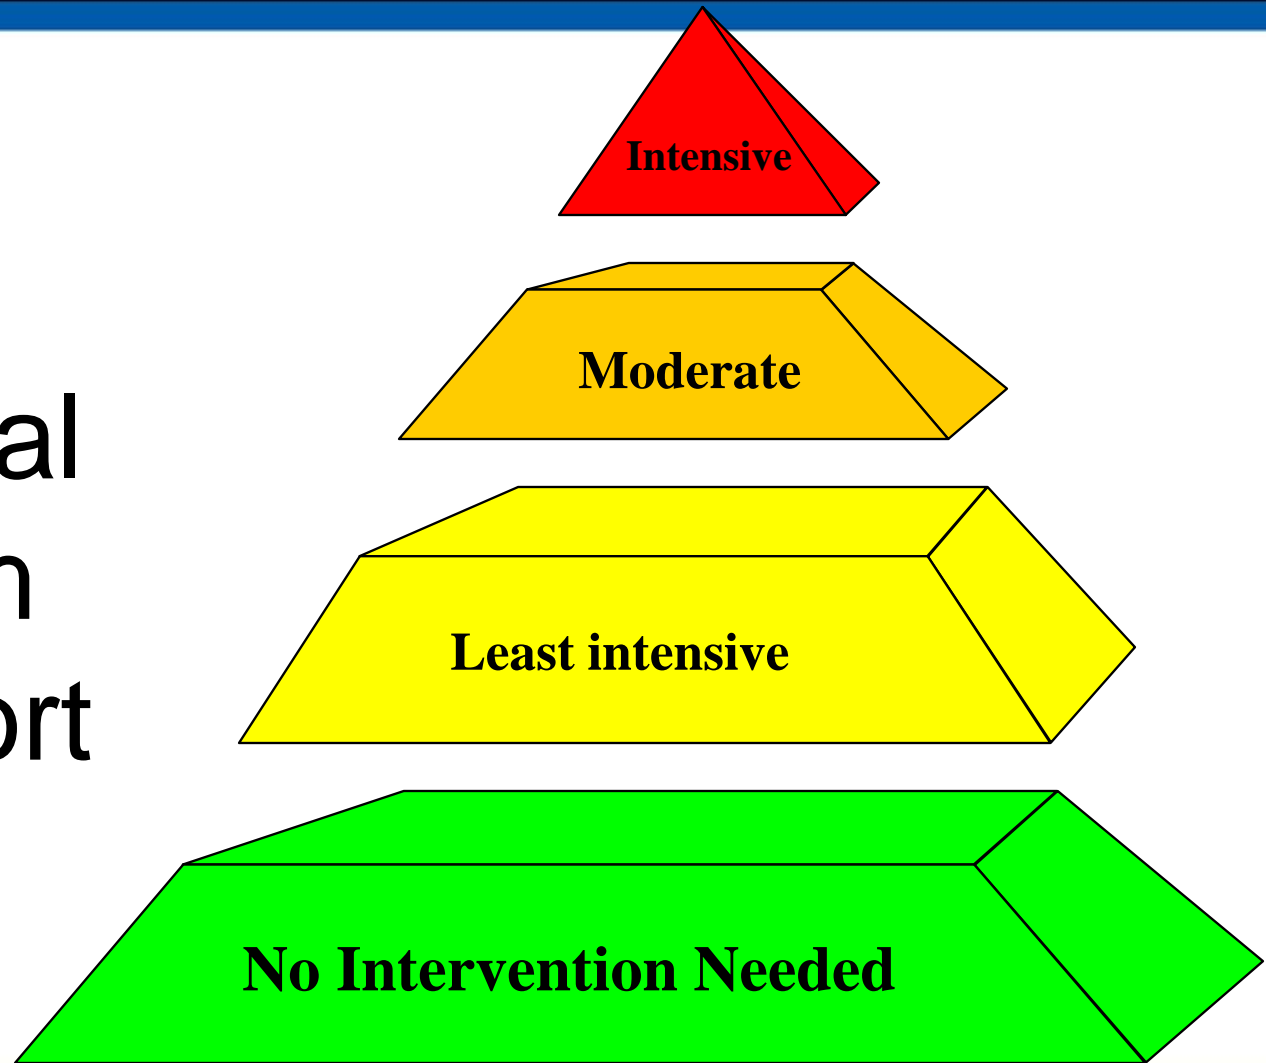 Intensive
Moderate
al
Least intensive
n
ort
No Intervention Needed